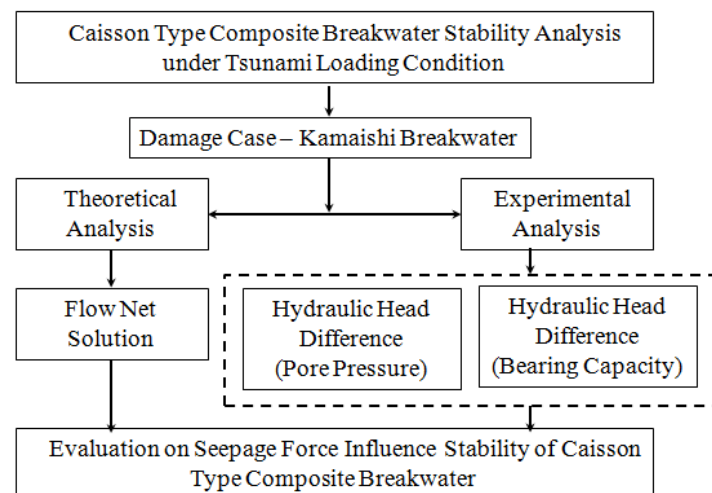 Caisson Type Composite Breakwater Stability Analysis
under Tsunami Loading Condition
Damage Case – Kamaishi Breakwater
Theoretical
Analysis
Experimental
Analysis
Flow Net
Solution
Hydraulic Head
Difference
(Pore Pressure)
Hydraulic Head
Difference
(Bearing Capacity)
Evaluation on Seepage Force Influence Stability of Caisson
Type Composite Breakwater